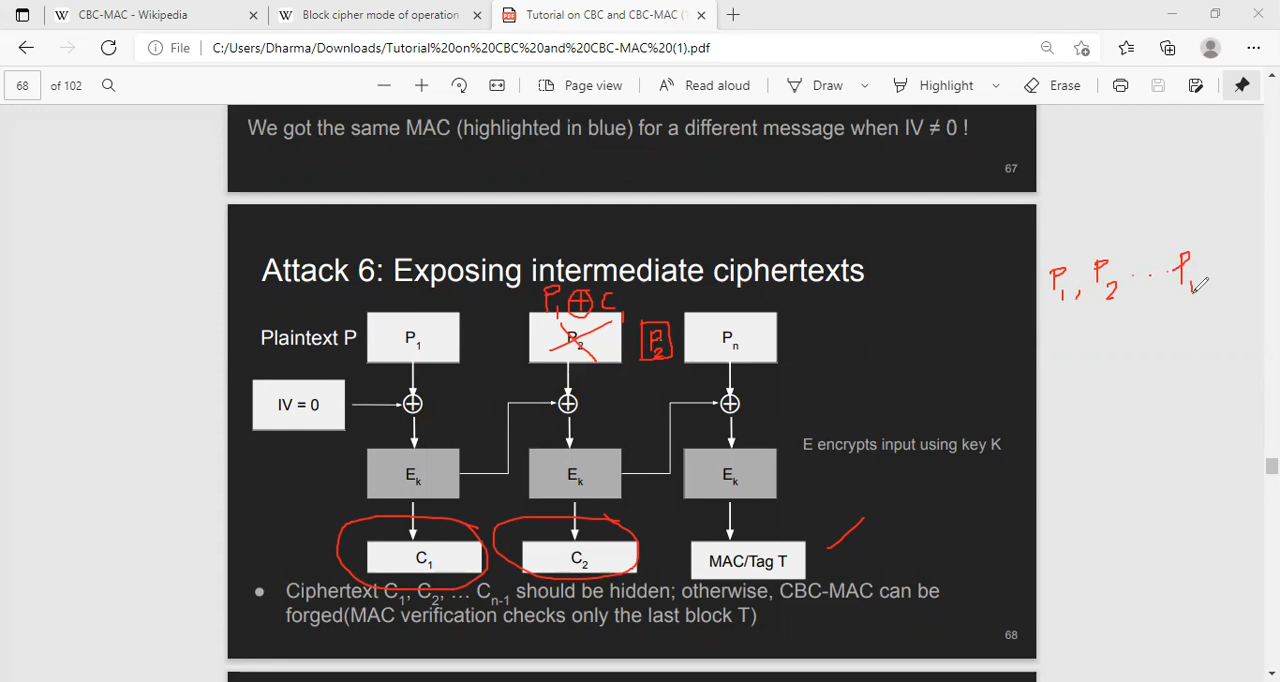 CBC-MAC - Wikipedia
Block cipher mode of operation
Tutorial on CBC and CBC-MAC (1).p
File
C:/Users/Dharma/Downloads/Tutorial%20on%20CBC%20and%20CBC-MAC%20(1).pdf
68 of 102
Page view
Read aloud
Draw
Highlight
Erase
We got the same MAC (highlighted in blue) for a different message when IV ≠ 0 !
67
Attack 6: Exposing intermediate ciphertexts
P1, P2 ... P
P1 ⊕ C1
Plaintext P
P1
P2
P2
Pn
IV = 0
E encrypts input using key K
Ek
Ek
Ek
C1
C2
MAC/Tag T
● Ciphertext C1, C2, ... Cn-1 should be hidden; otherwise, CBC-MAC can be
forged(MAC verification checks only the last block T)
68